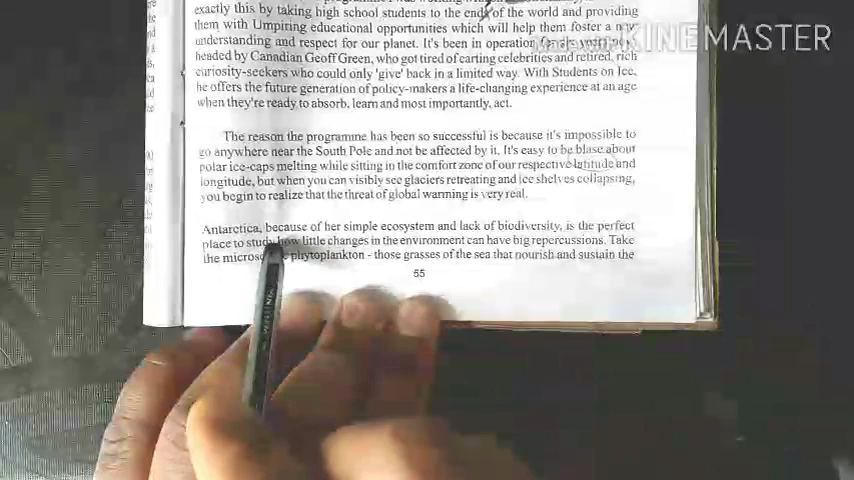 exactly this by taking high school students to the ends of the world and providing
them with Umpiring educational opportunities which will help them foster a new
understanding and respect for our planet. It's been in operation
Made with KINEMASTER
headed by Canadian Geoff Green, who got tired of carting celebrities and retired, rich
curiosity-seekers who could only 'give' back in a limited way. With Students on Ice,
he offers the future generation of policy-makers a life-changing experience at an age
when they're ready to absorb, learn and most importantly, act.
The reason the programme has been so successful is because it's impossible to
go anywhere near the South Pole and not be affected by it. It's easy to be blase about
polar ice-caps melting while sitting in the comfort zone of our respective latitude and
longitude, but when you can visibly see glaciers retreating and ice shelves collapsing,
you begin to realize that the threat of global warming is very real.
Antarctica, because of her simple ecosystem and lack of biodiversity, is the perfect
place to study how little changes in the environment can have big repercussions. Take
the phytoplankton - those grasses of the sea that nourish and sustain the
55